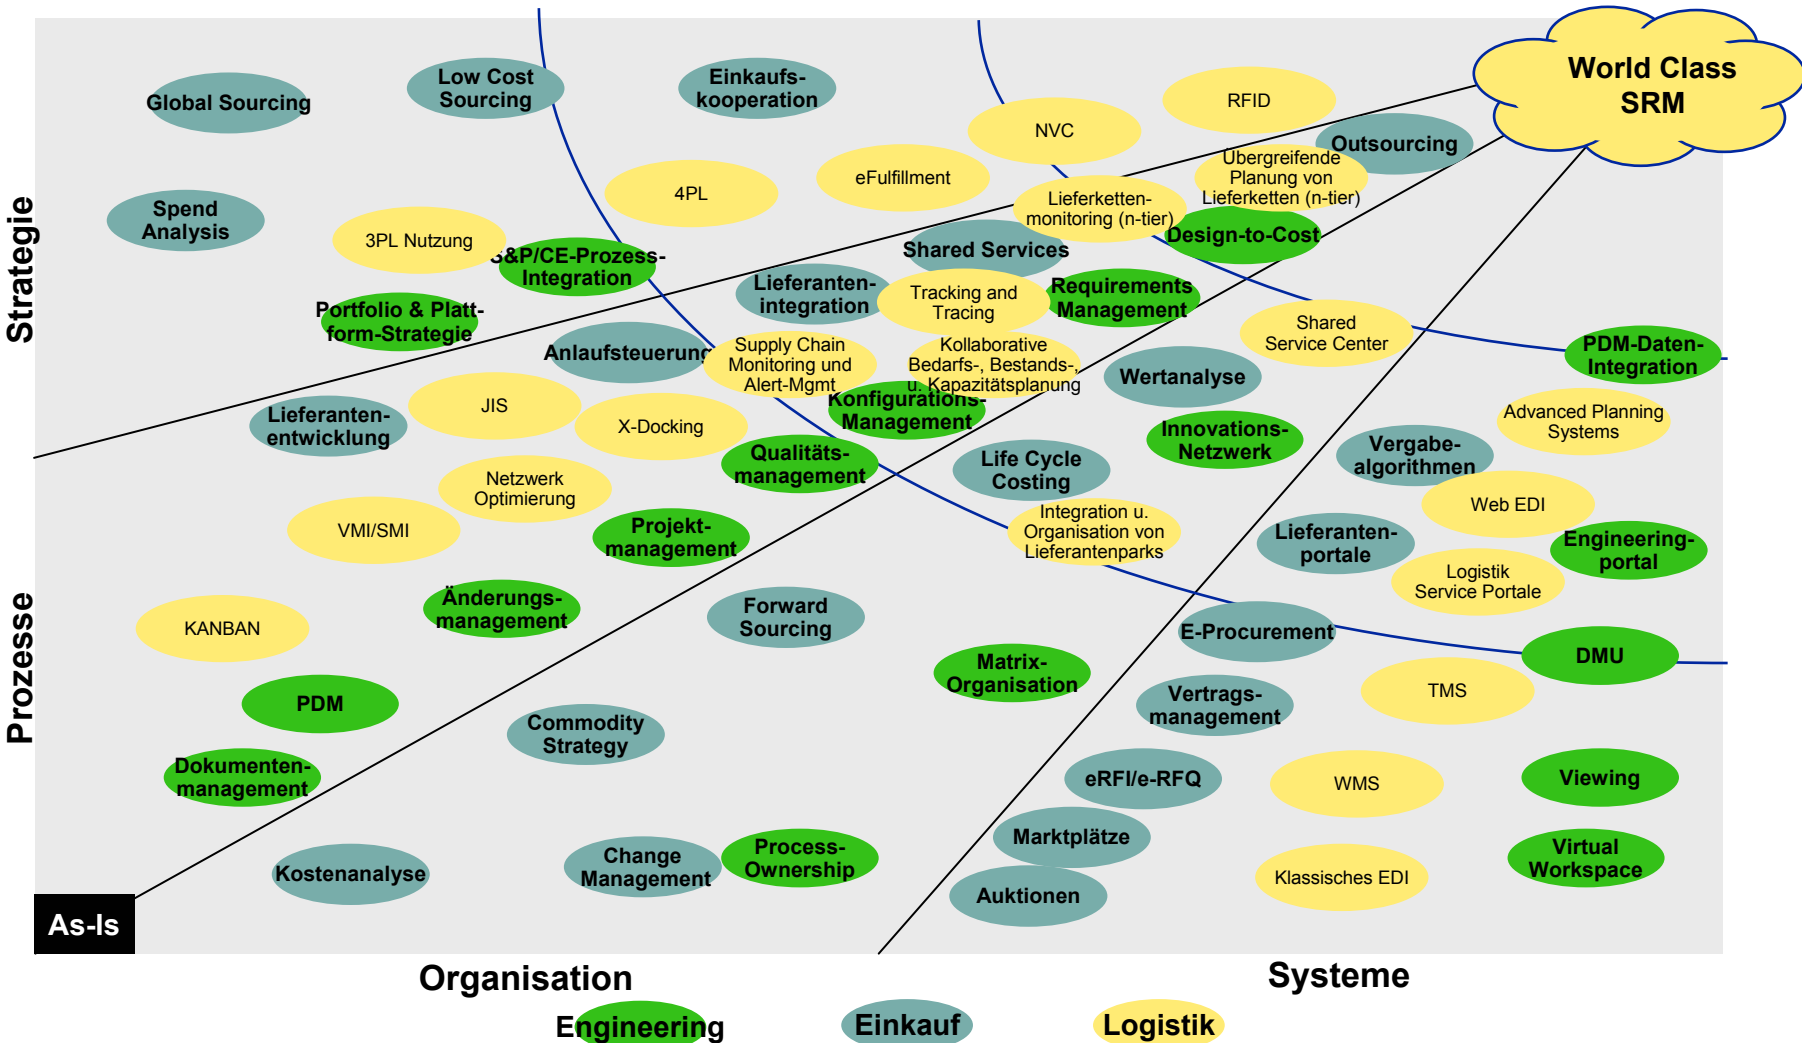 World Class
SRM
Global Sourcing
Low Cost
Sourcing
Einkaufs-
kooperation
RFID
NVC
Outsourcing
Übergreifende
Planung von
Lieferketten (n-tier)
eFulfillment
4PL
Lieferketten-
monitoring (n-tier)
Spend
Analysis
3PL Nutzung
S&P/CE-Prozess-
Integration
Shared Services
Design-to-Cost
Portfolio & Platt-
form-Strategie
Lieferanten-
integration
Tracking and
Tracing
Requirements
Management
Strategie
Anlaufsteuerung
Supply Chain
Monitoring und
Alert-Mgmt
Kollaborative
Bedarfs-, Bestands-,
u. Kapazitätsplanung
Shared
Service Center
PDM-Daten-
Integration
Wertanalyse
Lieferanten-
entwicklung
JIS
X-Docking
Konfigurations-
Management
Innovations-
Netzwerk
Advanced Planning
Systems
Vergabe-
algorithmen
Qualitäts-
management
Life Cycle
Costing
Netzwerk
Optimierung
Web EDI
VMI/SMI
Projekt-
management
Integration u.
Organisation von
Lieferantenparks
Lieferanten-
portale
Engineering-
portal
Logistik
Service Portale
Prozesse
KANBAN
Änderungs-
management
Forward
Sourcing
E-Procurement
DMU
Matrix-
Organisation
PDM
Vertrags-
management
TMS
Commodity
Strategy
Dokumenten-
management
eRFI/e-RFQ
WMS
Viewing
Marktplätze
Kostenanalyse
Change
Management
Process-
Ownership
Auktionen
Klassisches EDI
Virtual
Workspace
As-Is
Organisation
Systeme
Engineering
Einkauf
Logistik